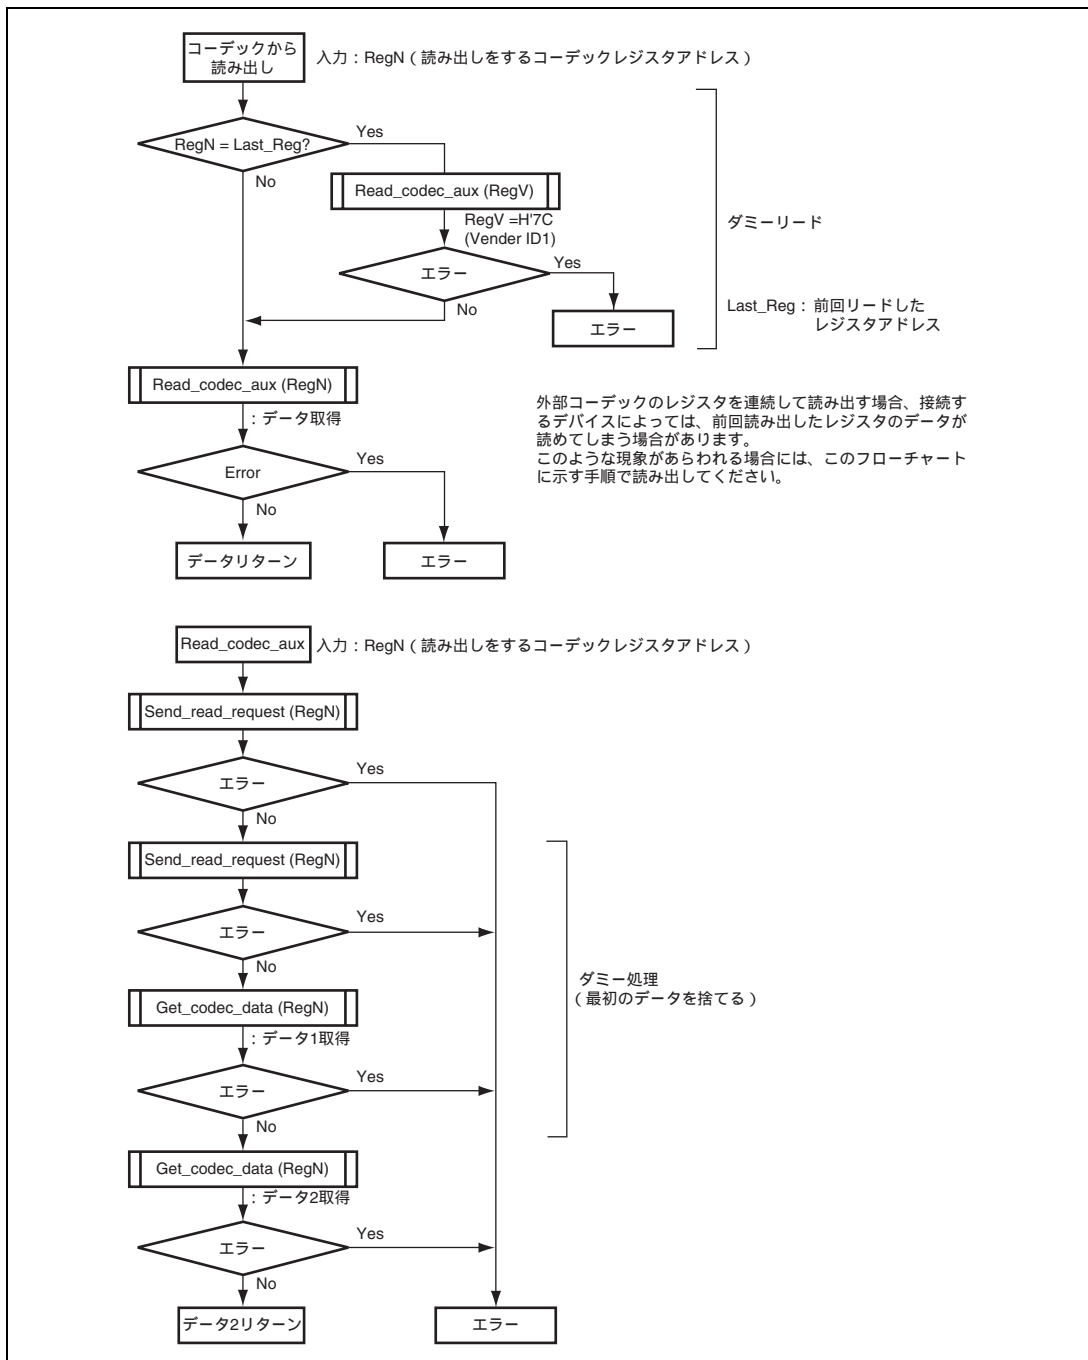 コーデックから
読み出し
入力：RegN（読み出しをするコーデックレジスタアドレス）
RegN = Last_Reg?
Yes
No
Read_codec_aux (RegV)
RegV =H'7C
(Vender ID1)
エラー
Yes
No
エラー
ダミーリード
Last_Reg：前回リードした
レジスタアドレス
Read_codec_aux (RegN)
：データ取得
Error
Yes
No
データリターン
エラー
外部コーデックのレジスタを連続して読み出す場合、接続す
るデバイスによっては、前回読み出したレジスタのデータが
読めてしまう場合があります。
このような現象があらわれる場合には、このフローチャート
に示す手順で読み出してください。
Read_codec_aux
入力：RegN（読み出しをするコーデックレジスタアドレス）
Send_read_request (RegN)
エラー
Yes
No
Send_read_request (RegN)
エラー
Yes
No
Get_codec_data (RegN)
：データ1取得
エラー
Yes
No
ダミー処理
（最初のデータを捨てる）
Get_codec_data (RegN)
：データ2取得
エラー
Yes
No
データ2リターン
エラー